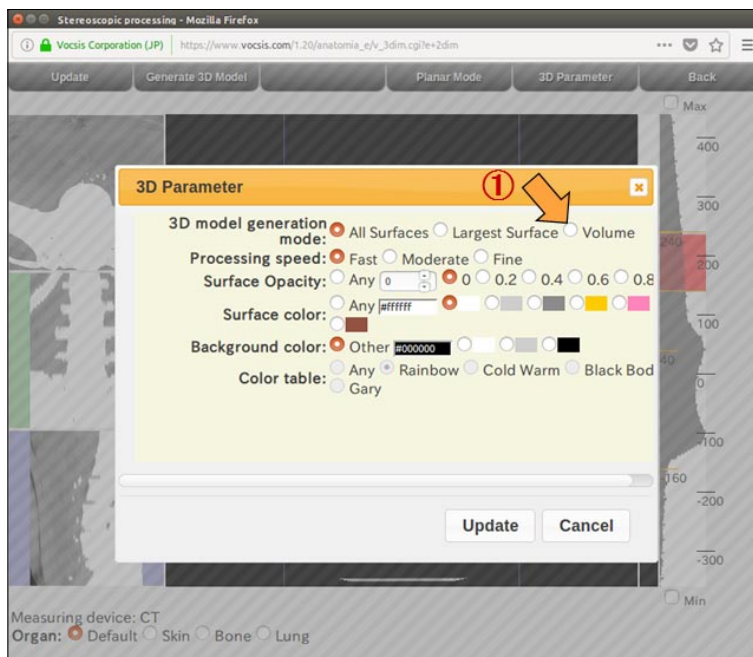 Stereoscopic processing - Mozilla Firefox
Vocsis Corporation (JP) https://www.vocsis.com/1.20/anatomia_e/v_3dim.cgi?e+2dim
Update Generate 3D Model Planar Mode 3D Parameter Back
Max
400
300
240
200
100
40
0
-100
-160
-200
-300
Min
3D Parameter
①
3D model generation mode: All Surfaces Largest Surface Volume
Processing speed: Fast Moderate Fine
Surface Opacity: Any 0 0 0.2 0.4 0.6 0.8
Surface color: Any #ffffff
Background color: Other #000000
Color table: Any Rainbow Cold Warm Black Bod
Gary
Update Cancel
Measuring device: CT
Organ: Default Skin Bone Lung